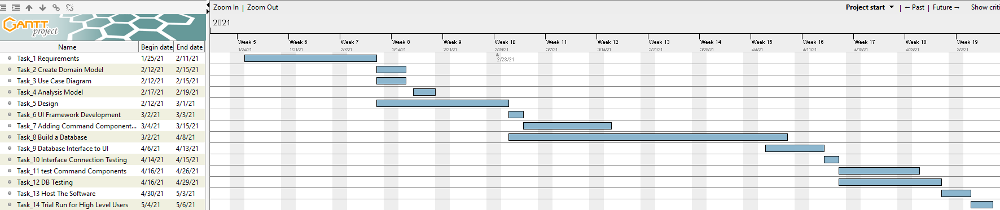 Zoom In | Zoom Out
Project start ▼ | ← Past | Future → Show criti
2021
GANTT project
Name Begin date End date
Week 5 Week 6 Week 7 Week 8 Week 9 Week 10 Week 11 Week 12 Week 13 Week 14 Week 15 Week 16 Week 17 Week 18 Week 19
1/24/21 1/31/21 2/7/21 2/14/21 2/21/21 2/28/21 3/7/21 3/14/21 3/21/21 3/28/21 4/4/21 4/11/21 4/18/21 4/25/21 5/2/21
Task_1 Requirements 1/25/21 2/11/21
2/28/21
Task_2 Create Domain Model 2/12/21 2/15/21
Task_3 Use Case Diagram 2/12/21 2/15/21
Task_4 Analysis Model 2/17/21 2/19/21
Task_5 Design 2/12/21 3/1/21
Task_6 UI Framework Development 3/2/21 3/3/21
Task_7 Adding Command Component... 3/4/21 3/15/21
Task_8 Build a Database 3/2/21 4/8/21
Task_9 Database Interface to UI 4/6/21 4/13/21
Task_10 Interface Connection Testing 4/14/21 4/15/21
Task_11 test Command Components 4/16/21 4/26/21
Task_12 DB Testing 4/16/21 4/29/21
Task_13 Host The Software 4/30/21 5/3/21
Task_14 Trial Run for High Level Users 5/4/21 5/6/21